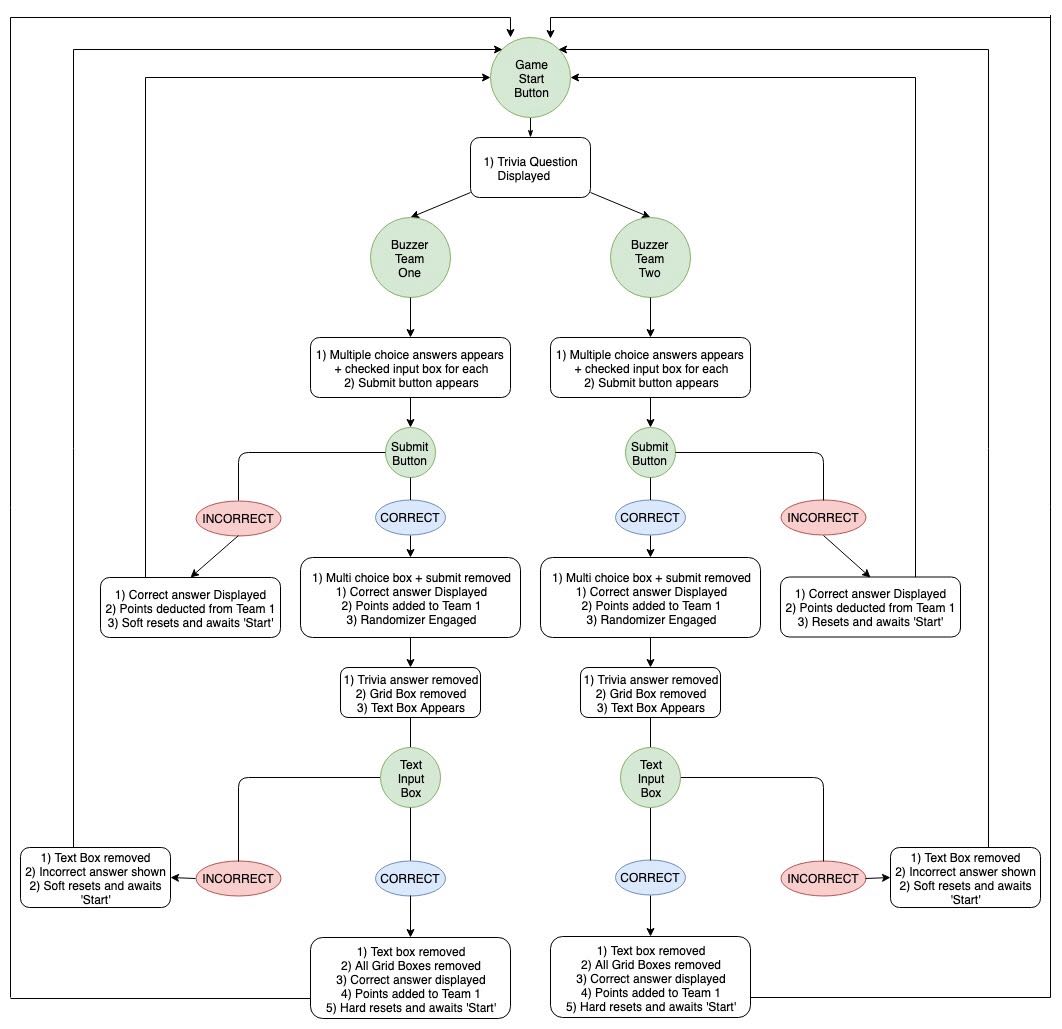 Game
Start
Button
1) Trivia Question
Displayed
Buzzer
Team
One
Buzzer
Team
Two
1) Multiple choice answers appears
+ checked input box for each
2) Submit button appears
1) Multiple choice answers appears
+ checked input box for each
2) Submit button appears
Submit
Button
Submit
Button
INCORRECT
CORRECT
CORRECT
INCORRECT
1) Correct answer Displayed
2) Points deducted from Team 1
3) Soft resets and awaits 'Start'
1) Multi choice box + submit removed
1) Correct answer Displayed
2) Points added to Team 1
3) Randomizer Engaged
1) Multi choice box + submit removed
1) Correct answer Displayed
2) Points added to Team 1
3) Randomizer Engaged
1) Correct answer Displayed
2) Points deducted from Team 1
3) Resets and awaits 'Start'
1) Trivia answer removed
2) Grid Box removed
3) Text Box Appears
1) Trivia answer removed
2) Grid Box removed
3) Text Box Appears
Text
Input
Box
Text
Input
Box
1) Text Box removed
2) Incorrect answer shown
2) Soft resets and awaits
'Start'
INCORRECT
CORRECT
CORRECT
INCORRECT
1) Text Box removed
2) Incorrect answer shown
2) Soft resets and awaits
'Start'
1) Text box removed
2) All Grid Boxes removed
3) Correct answer displayed
4) Points added to Team 1
5) Hard resets and awaits 'Start'
1) Text box removed
2) All Grid Boxes removed
3) Correct answer displayed
4) Points added to Team 1
5) Hard resets and awaits 'Start'